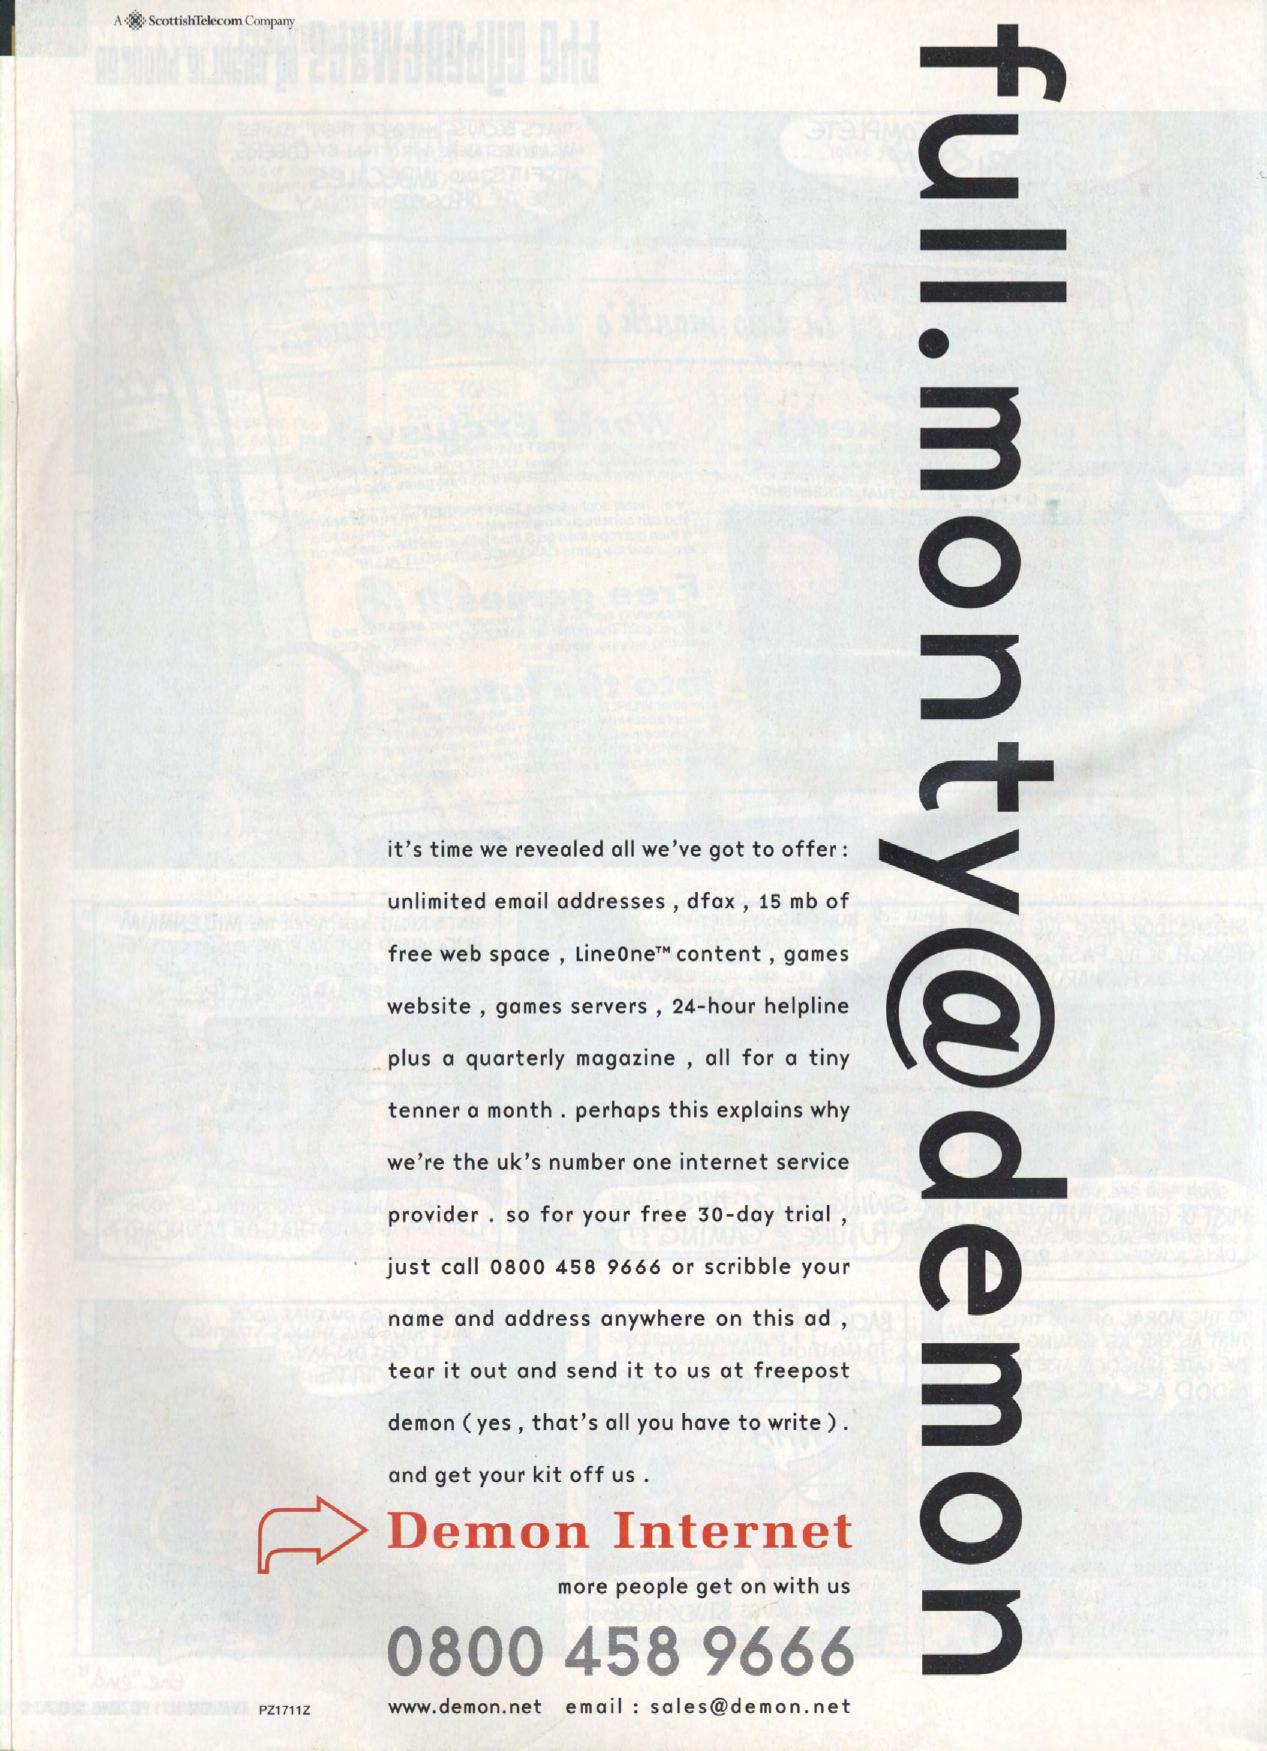 A ScottishTelecom Company
full.monty@demon
it's time we revealed all we've got to offer :
unlimited email addresses , dfax , 15 mb of
free web space , LineOne™ content , games
website , games servers , 24-hour helpline
plus a quarterly magazine , all for a tiny
tenner a month . perhaps this explains why
we're the uk's number one internet service
provider . so for your free 30-day trial ,
just call 0800 458 9666 or scribble your
name and address anywhere on this ad ,
tear it out and send it to us at freepost
demon ( yes , that's all you have to write ) .
and get your kit off us .
Demon Internet
more people get on with us
0800 458 9666
www.demon.net email : sales@demon.net
PZ1711Z